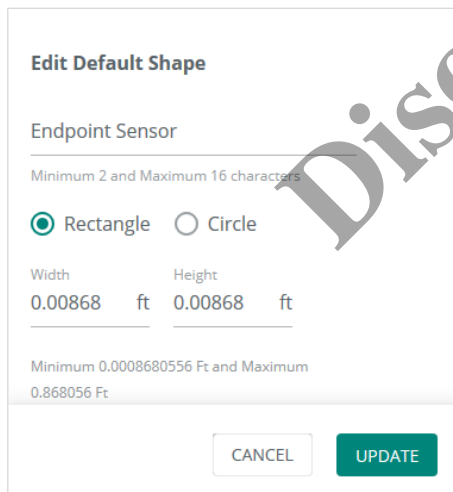 Edit Default Shape
Endpoint Sensor
Minimum 2 and Maximum 16 characters
Rectangle Circle
Width Height
0.00868 ft 0.00868 ft
Minimum 0.0008680556 Ft and Maximum
0.868056 Ft
CANCEL UPDATE